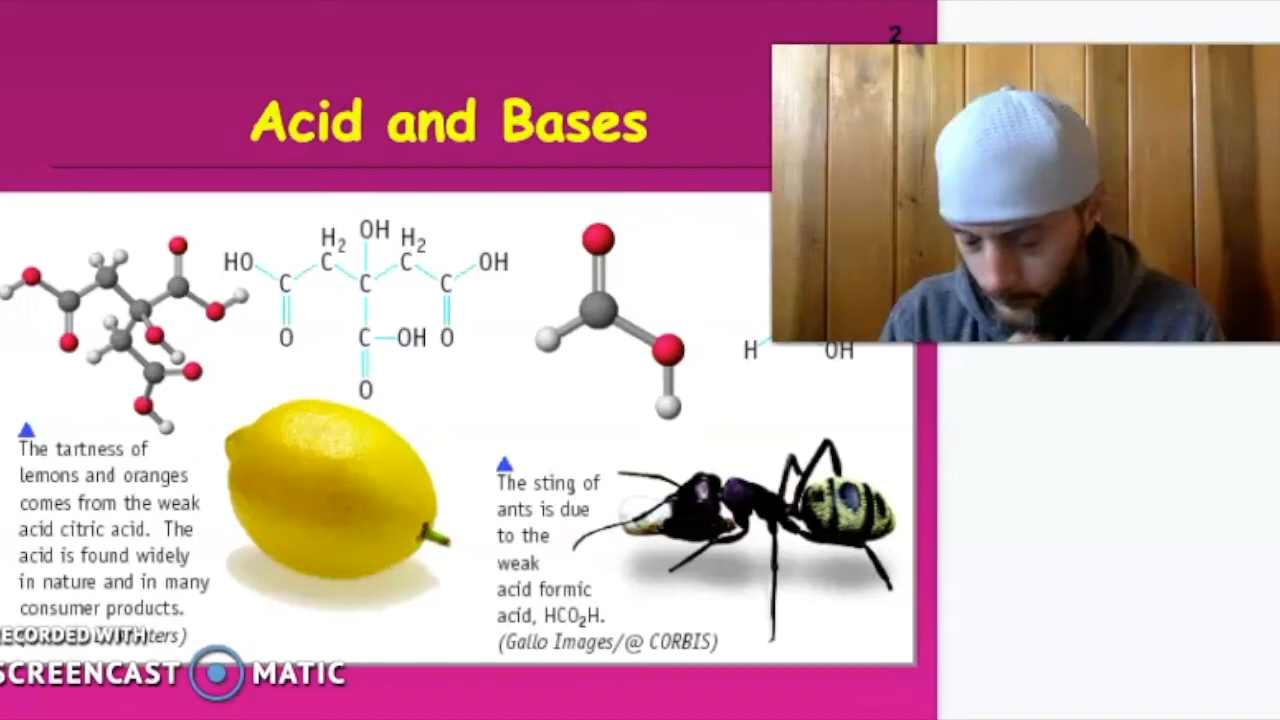 2
Acid and Bases
H2 OH H2
HO C C OH
C C C
O C—OH O
O
H OH
The tartness of
lemons and oranges
comes from the weak
acid citric acid. The
acid is found widely
in nature and in many
consumer products.
The sting of
ants is due
to the
weak
acid formic
acid, HCO2H.
(Gallo Images/@ CORBIS)
RECORDED WITH
SCREENCAST MATIC